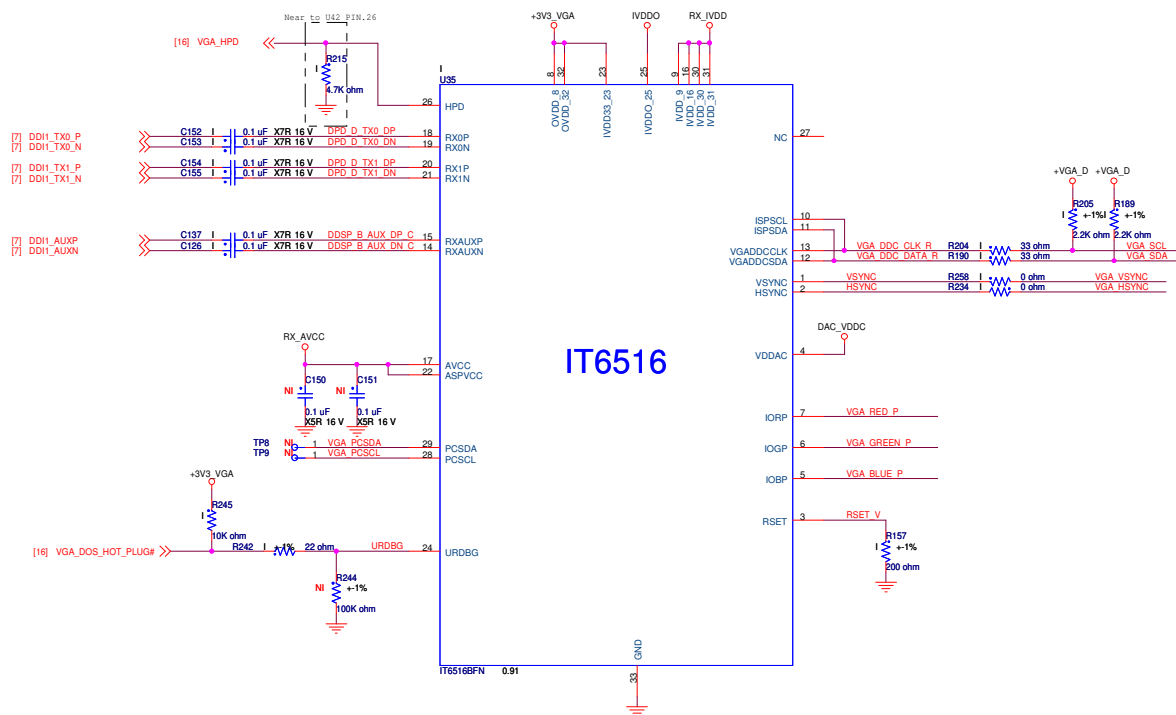 Near to U42 PIN.26
+3V3_VGA IVDDO RX_IVDD
[16] VGA_HPD
R215
I
4.7K ohm
I
U35
8 32 23 25 9 16 30 31
OVDD_8 OVDD_32 IVDD33_23 IVDDO_25 IVDD_9 IVDD_16 IVDD_30 IVDD_31
26 HPD
[7] DDI1_TX0_P C152 I 0.1 uF X7R 16 V DPD_D_TX0_DP 18 RX0P
[7] DDI1_TX0_N C153 I 0.1 uF X7R 16 V DPD_D_TX0_DN 19 RX0N
NC 27
[7] DDI1_TX1_P C154 I 0.1 uF X7R 16 V DPD_D_TX1_DP 20 RX1P
[7] DDI1_TX1_N C155 I 0.1 uF X7R 16 V DPD_D_TX1_DN 21 RX1N
+VGA_D +VGA_D
R205 R189
I +-1% I +-1%
2.2K ohm 2.2K ohm
ISPSCL 10
ISPSDA 11
[7] DDI1_AUXP C137 I 0.1 uF X7R 16 V DDSP_B_AUX_DP_C 15 RXAUXP
[7] DDI1_AUXN C126 I 0.1 uF X7R 16 V DDSP_B_AUX_DN_C 14 RXAUXN
VGADDCCLK 13 VGA_DDC_CLK_R R204 I 33 ohm VGA_SCL
VGADDCSDA 12 VGA_DDC_DATA_R R190 I 33 ohm VGA_SDA
VSYNC 1 VSYNC R258 I 0 ohm VGA_VSYNC
HSYNC 2 HSYNC R234 I 0 ohm VGA_HSYNC
DAC_VDDC
VDDAC 4
RX_AVCC
17 AVCC
22 ASPVCC
IT6516
C150 C151
NI NI
0.1 uF 0.1 uF
X5R 16 V X5R 16 V
IORP 7 VGA_RED_P
TP8 NI 1 VGA_PCSDA 29 PCSDA
TP9 NI 1 VGA_PCSCL 28 PCSCL
IOGP 6 VGA_GREEN_P
IOBP 5 VGA_BLUE_P
+3V3_VGA
R245
I
10K ohm
RSET 3 RSET_V
R157
I +-1%
200 ohm
[16] VGA_DOS_HOT_PLUG# R242 I +-1% 22 ohm URDBG 24 URDBG
R244
NI +-1%
100K ohm
GND
33
IT6516BFN 0.91